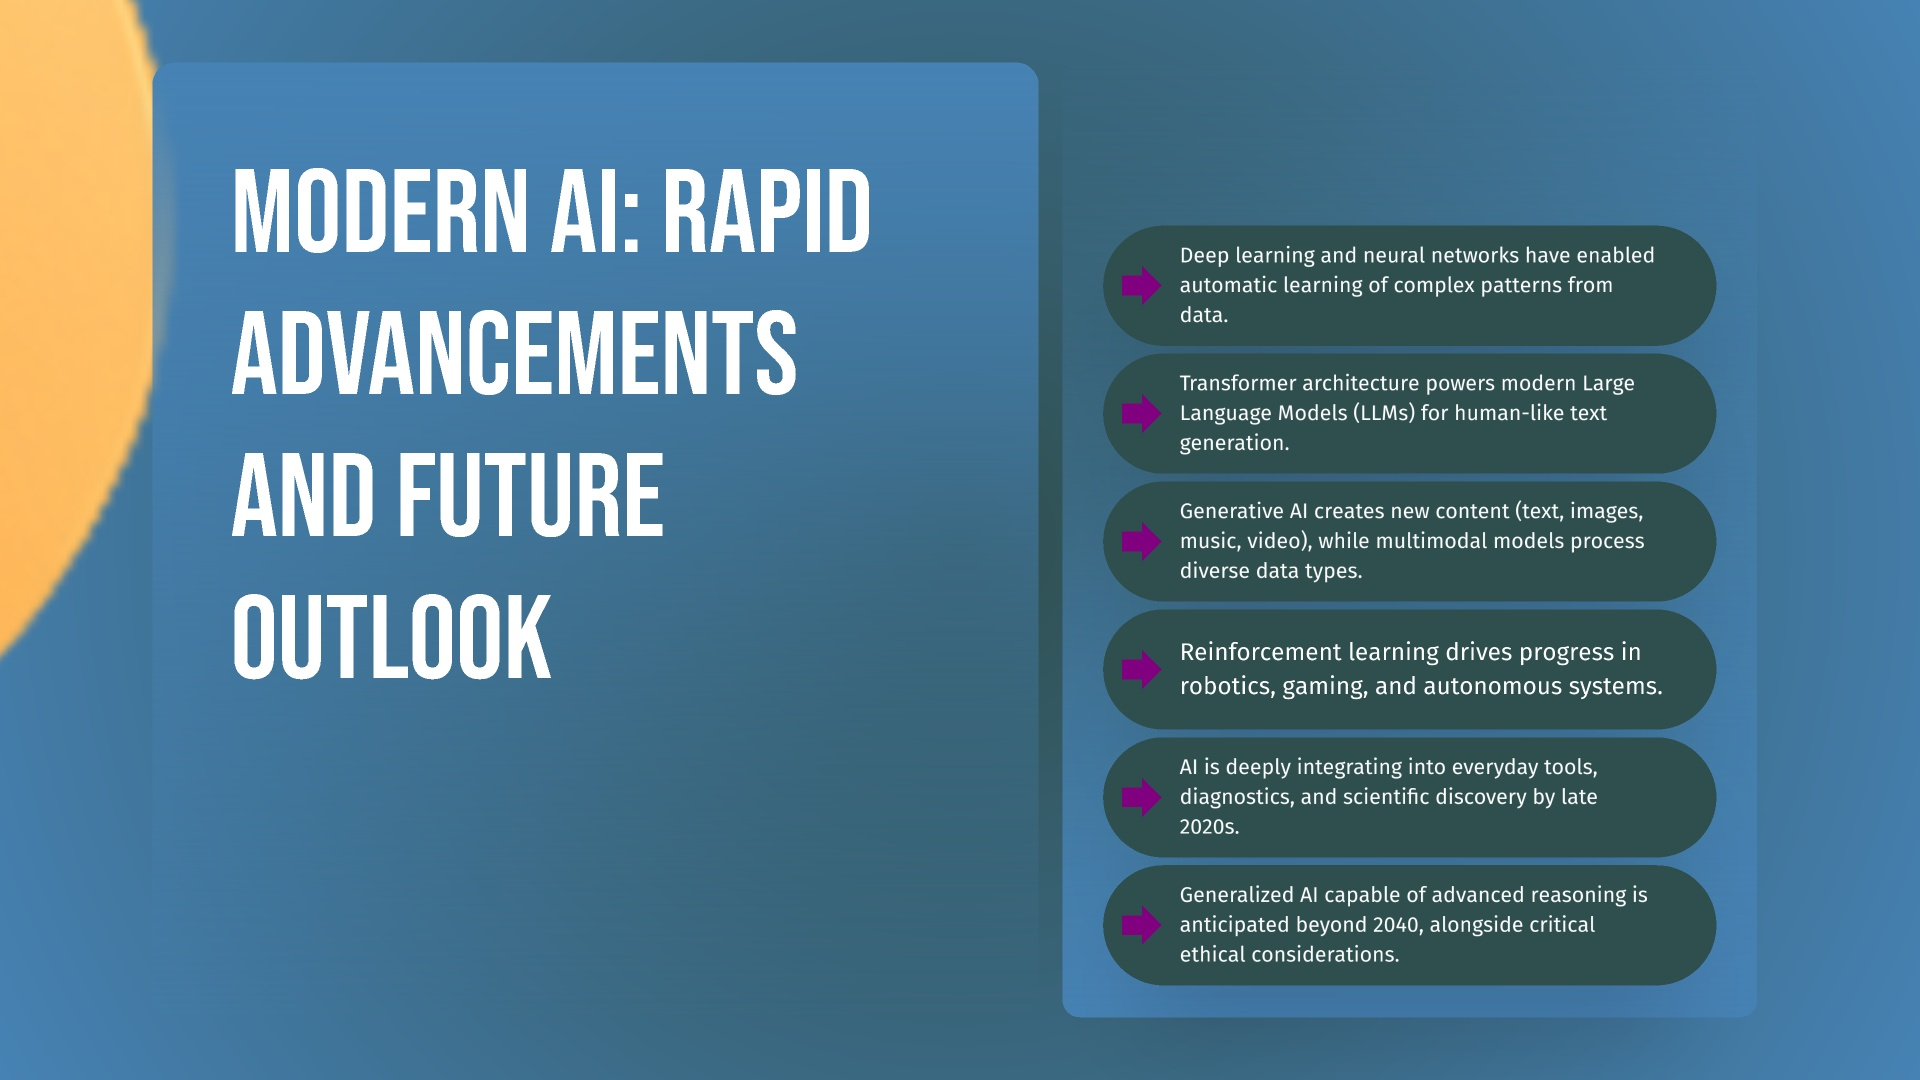 MODERN AI: RAPID
ADVANCEMENTS
AND FUTURE
OUTLOOK
Deep learning and neural networks have enabled
automatic learning of complex patterns from
data.
Transformer architecture powers modern Large
Language Models (LLMs) for human-like text
generation.
Generative AI creates new content (text, images,
music, video), while multimodal models process
diverse data types.
Reinforcement learning drives progress in
robotics, gaming, and autonomous systems.
AI is deeply integrating into everyday tools,
diagnostics, and scientific discovery by late
2020s.
Generalized AI capable of advanced reasoning is
anticipated beyond 2040, alongside critical
ethical considerations.